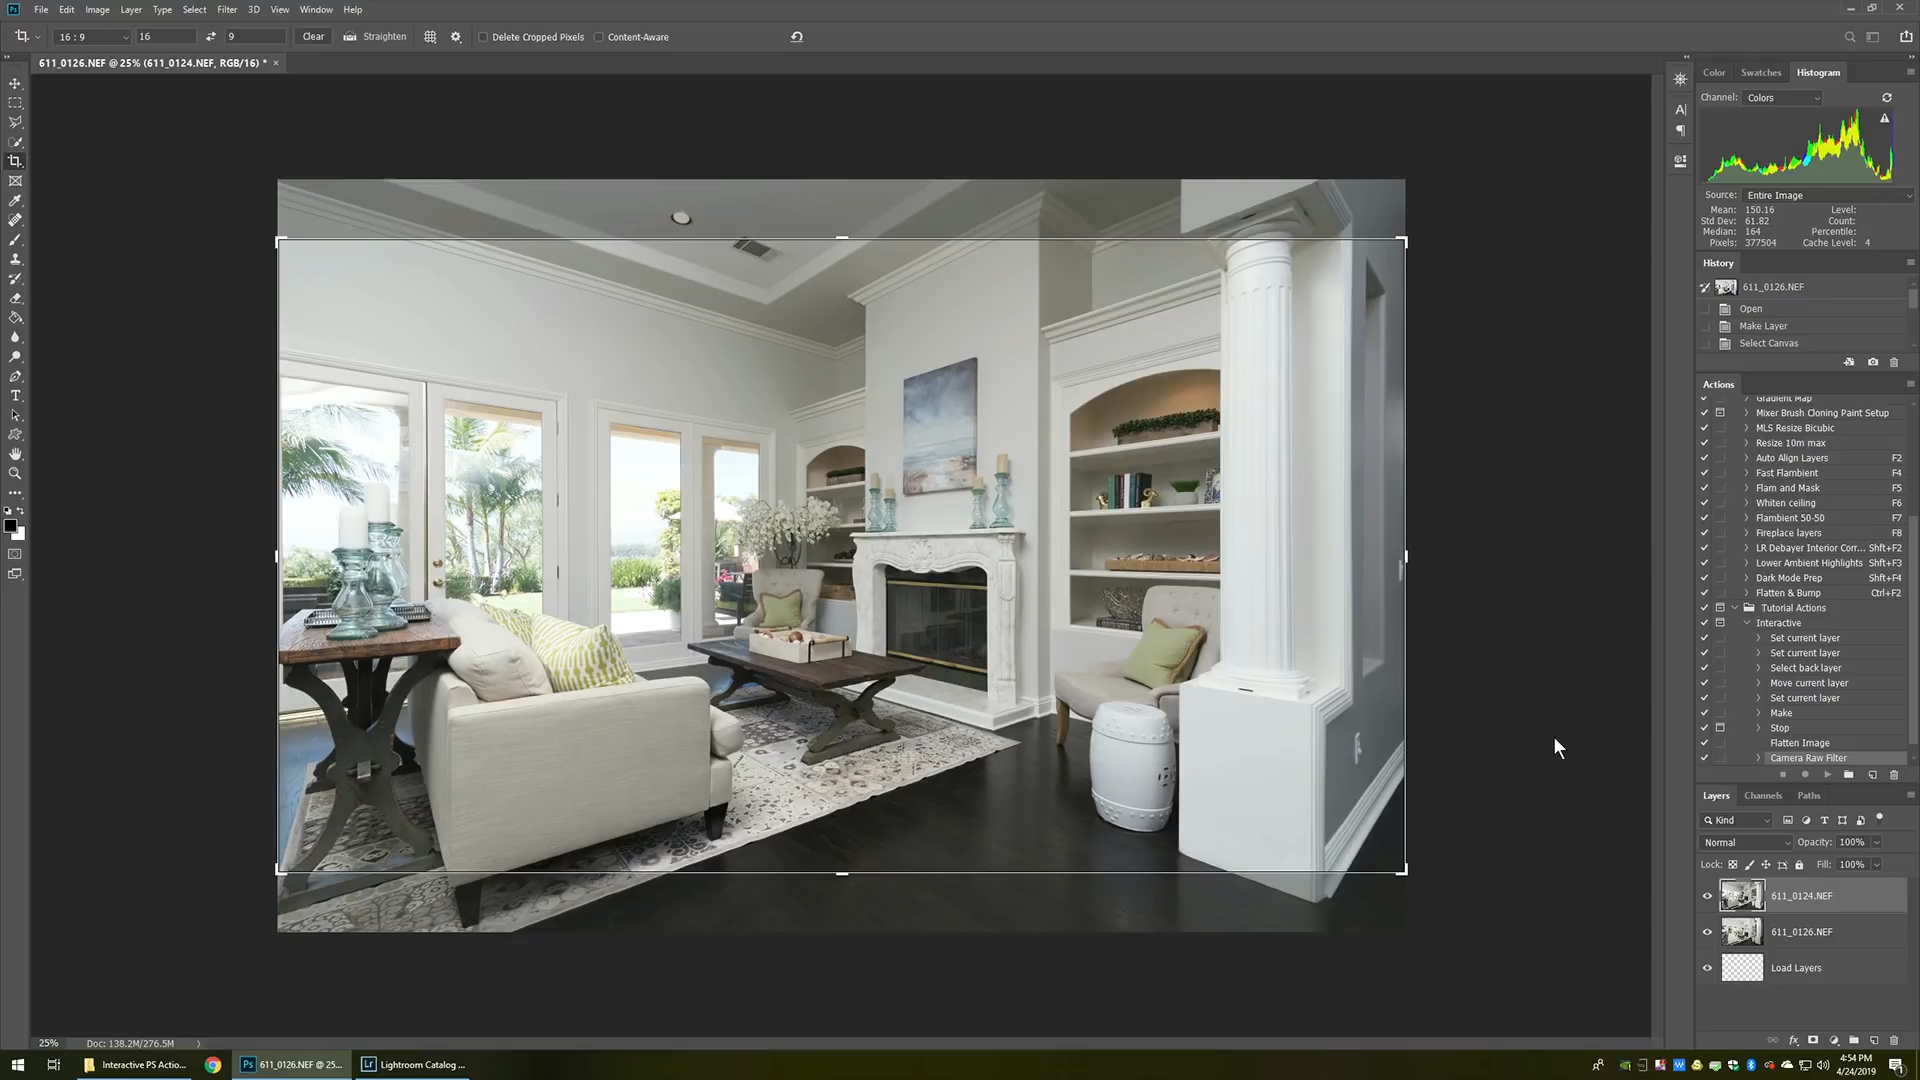 Ps File Edit Image Layer Type Select Filter 3D View Window Help
16 : 9 16 9 Clear Straighten Delete Cropped Pixels Content-Aware
611_0126.NEF @ 25% (611_0124.NEF, RGB/16) * ×
Color Swatches Histogram
Channel: Colors
Source: Entire Image
Mean: 150.16 Level:
Std Dev: 61.82 Count:
Median: 164 Percentile:
Pixels: 377504 Cache Level: 4
History
611_0126.NEF
Open
Make Layer
Select Canvas
Actions
Gradient Map
Mixer Brush Cloning Paint Setup
MLS Resize Bicubic
Resize 10m max
Auto Align Layers F2
Fast Flambient F4
Flam and Mask F5
Whiten ceiling F6
Flambient 50-50 F7
Fireplace layers F8
LR Debayer Interior Corr... Shft+F2
Lower Ambient Highlights Shft+F3
Dark Mode Prep Shft+F4
Flatten & Bump Ctrl+F2
Tutorial Actions
Interactive
Set current layer
Set current layer
Select back layer
Move current layer
Set current layer
Make
Stop
Flatten Image
Camera Raw Filter
Layers Channels Paths
Kind
Normal Opacity: 100%
Lock: Fill: 100%
611_0124.NEF
611_0126.NEF
Load Layers
25% Doc: 138.2M/276.5M
Interactive PS Actio... Ps 611_0126.NEF @ 25... Lr Lightroom Catalog ...
4:54 PM
4/24/2019